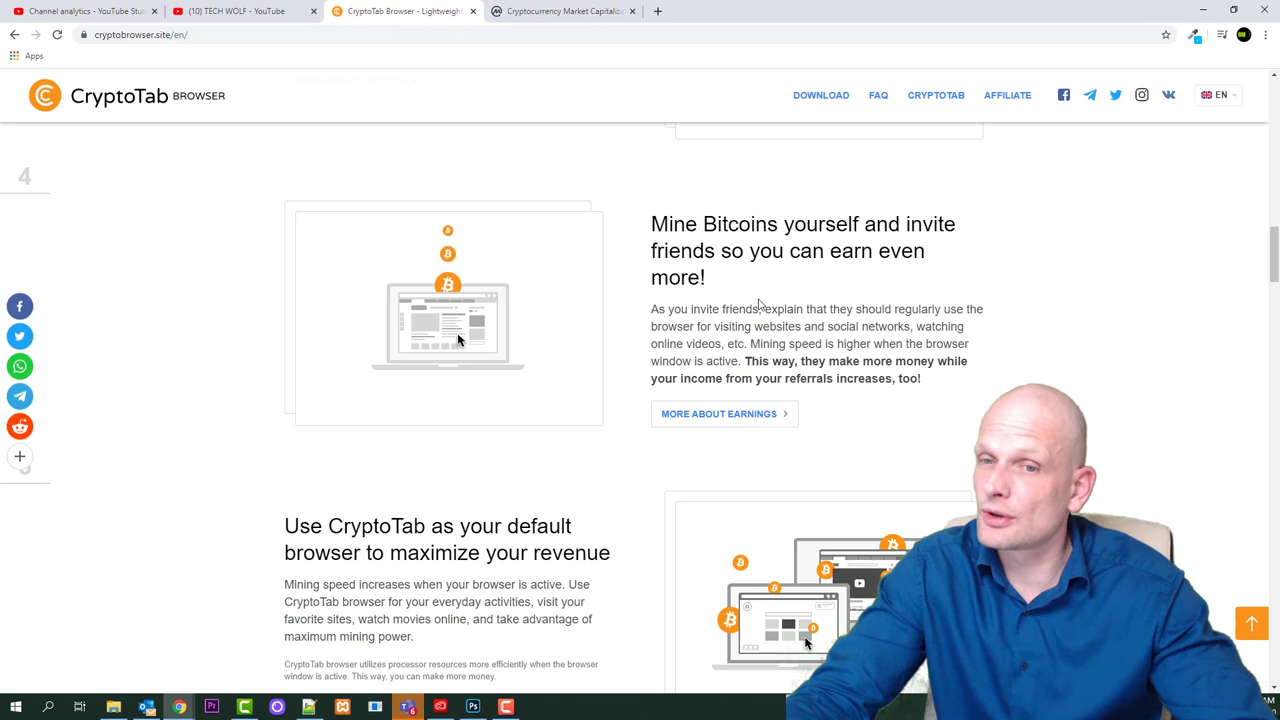 Channel analytics - YouTube Stu
(10) TECH WOLF - YouTube
CryptoTab Browser - Lightweigh
Cryptocurrency Market Capitaliz
cryptobrowser.site/en/
Apps
CryptoTab BROWSER
DOWNLOAD
FAQ
CRYPTOTAB
AFFILIATE
EN
4
Mine Bitcoins yourself and invite
friends so you can earn even
more!
As you invite friends, explain that they should regularly use the
browser for visiting websites and social networks, watching
online videos, etc. Mining speed is higher when the browser
window is active. This way, they make more money while
your income from your referrals increases, too!
MORE ABOUT EARNINGS
Use CryptoTab as your default
browser to maximize your revenue
Mining speed increases when your browser is active. Use
CryptoTab browser for your everyday activities, visit your
favorite sites, watch movies online, and take advantage of
maximum mining power.
CryptoTab browser utilizes processor resources more efficiently when the browser
window is active. This way, you can make more money.